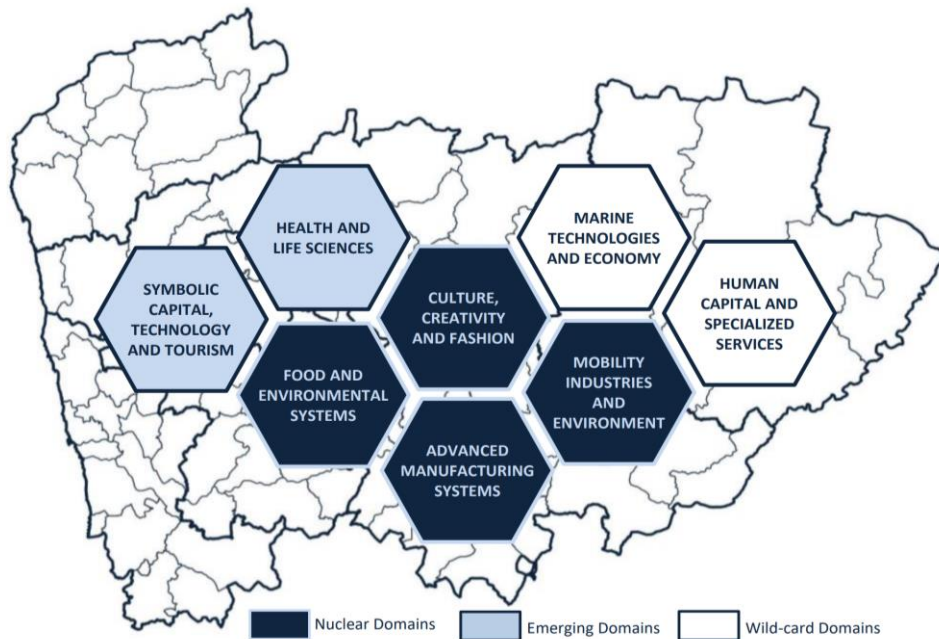 HEALTH AND
LIFE SCIENCES
MARINE
TECHNOLOGIES
AND ECONOMY
SYMBOLIC
CAPITAL,
TECHNOLOGY
AND TOURISM
CULTURE,
CREATIVITY
AND FASHION
HUMAN
CAPITAL AND
SPECIALIZED
SERVICES
FOOD AND
ENVIRONMENTAL
SYSTEMS
MOBILITY
INDUSTRIES
AND
ENVIRONMENT
ADVANCED
MANUFACTURING
SYSTEMS
Nuclear Domains
Emerging Domains
Wild-card Domains